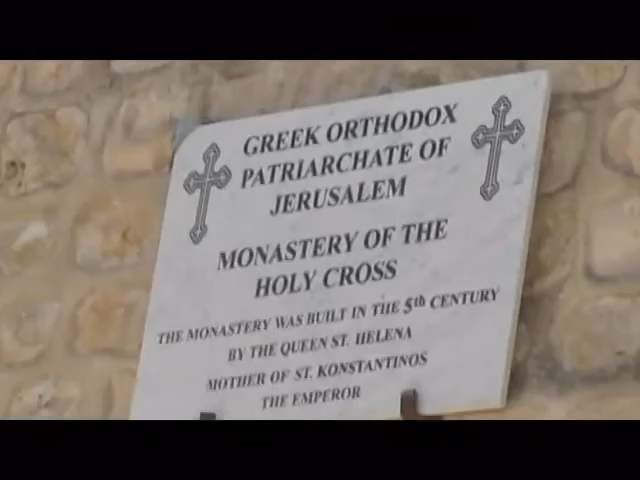 GREEK ORTHODOX
PATRIARCHATE OF
JERUSALEM
MONASTERY OF THE
HOLY CROSS
THE MONASTERY WAS BUILT IN THE 5th CENTURY
BY THE QUEEN ST. HELENA
MOTHER OF ST. KONSTANTINOS
THE EMPEROR